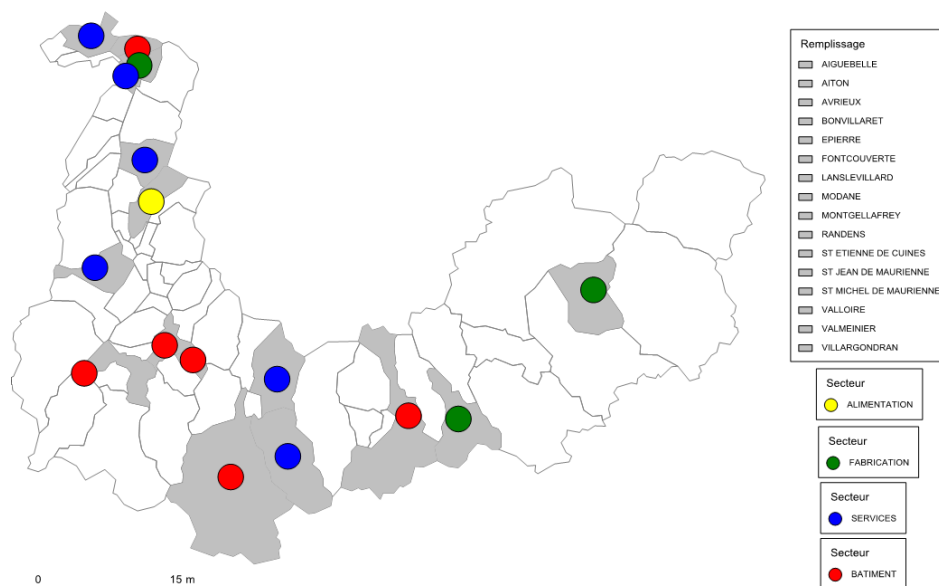 Remplissage
AIGUEBELLE
AITON
AVRIEUX
BONVILLARET
EPIERRE
FONTCOUVERTE
LANSLEVILLARD
MODANE
MONTGELLAFREY
RANDENS
ST ETIENNE DE CUINES
ST JEAN DE MAURIENNE
ST MICHEL DE MAURIENNE
VALLOIRE
VALMEINIER
VILLARGONDRAN
Secteur
ALIMENTATION
Secteur
FABRICATION
Secteur
SERVICES
Secteur
BATIMENT
0 15 m